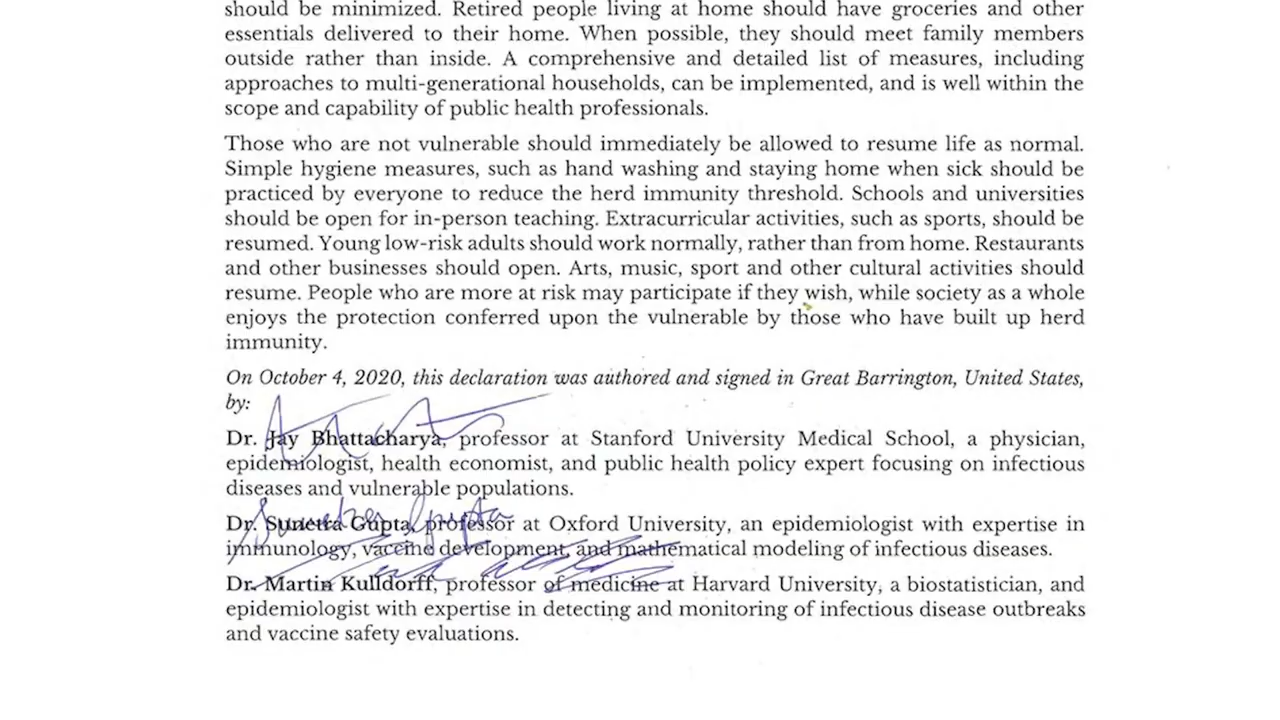 should be minimized. Retired people living at home should have groceries and other
essentials delivered to their home. When possible, they should meet family members
outside rather than inside. A comprehensive and detailed list of measures, including
approaches to multi-generational households, can be implemented, and is well within the
scope and capability of public health professionals.
Those who are not vulnerable should immediately be allowed to resume life as normal.
Simple hygiene measures, such as hand washing and staying home when sick should be
practiced by everyone to reduce the herd immunity threshold. Schools and universities
should be open for in-person teaching. Extracurricular activities, such as sports, should be
resumed. Young low-risk adults should work normally, rather than from home. Restaurants
and other businesses should open. Arts, music, sport and other cultural activities should
resume. People who are more at risk may participate if they wish, while society as a whole
enjoys the protection conferred upon the vulnerable by those who have built up herd
immunity.
On October 4, 2020, this declaration was authored and signed in Great Barrington, United States,
by:
Dr. Jay Bhattacharya, professor at Stanford University Medical School, a physician,
epidemiologist, health economist, and public health policy expert focusing on infectious
diseases and vulnerable populations.
Sunetra Gupta
Dr. Sunetra Gupta, professor at Oxford University, an epidemiologist with expertise in
immunology, vaccine development, and mathematical modeling of infectious diseases.
Dr. Martin Kulldorff, professor of medicine at Harvard University, a biostatistician, and
epidemiologist with expertise in detecting and monitoring of infectious disease outbreaks
and vaccine safety evaluations.